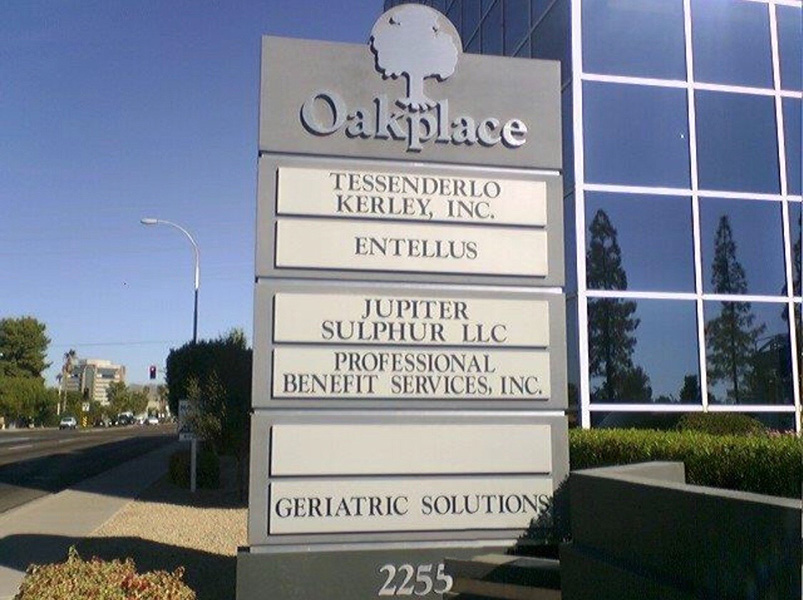 Oakplace
TESSENDERLO
KERLEY, INC.
ENTELLUS
JUPITER
SULPHUR LLC
PROFESSIONAL
BENEFIT SERVICES, INC.
GERIATRIC SOLUTIONS
2255